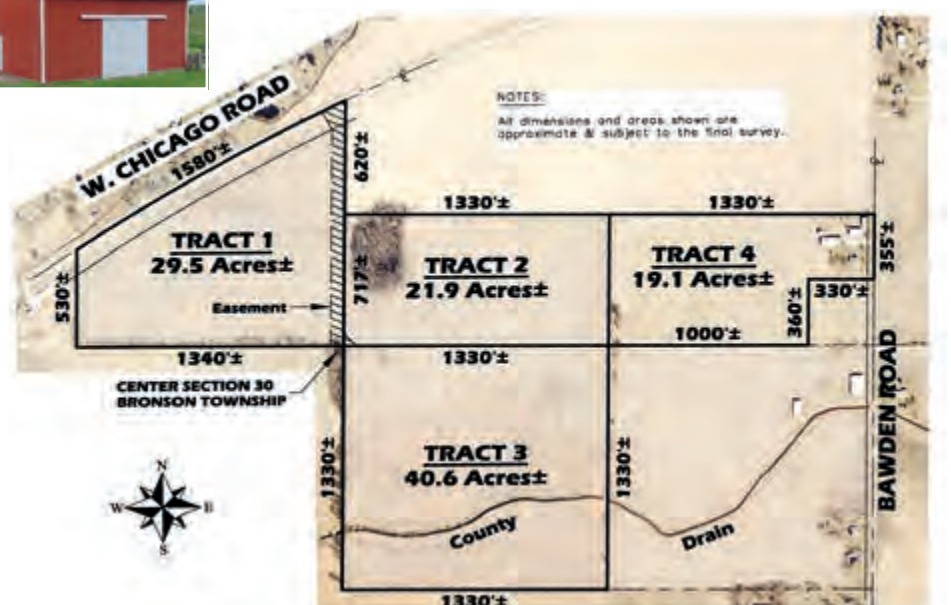 W. CHICAGO ROAD
1580'±
NOTES:
All dimensions and areas shown are
approximate & subject to the final survey.
620'±
1330'±
1330'±
TRACT 1
29.5 Acres±
530'±
Easement
717'±
TRACT 2
21.9 Acres±
TRACT 4
19.1 Acres±
355'±
330'±
360'±
1340'±
1330'±
1000'±
CENTER SECTION 30
BRONSON TOWNSHIP
BAWDEN ROAD
1330'±
TRACT 3
40.6 Acres±
1330'±
County
Drain
N
W
E
S
1330'±